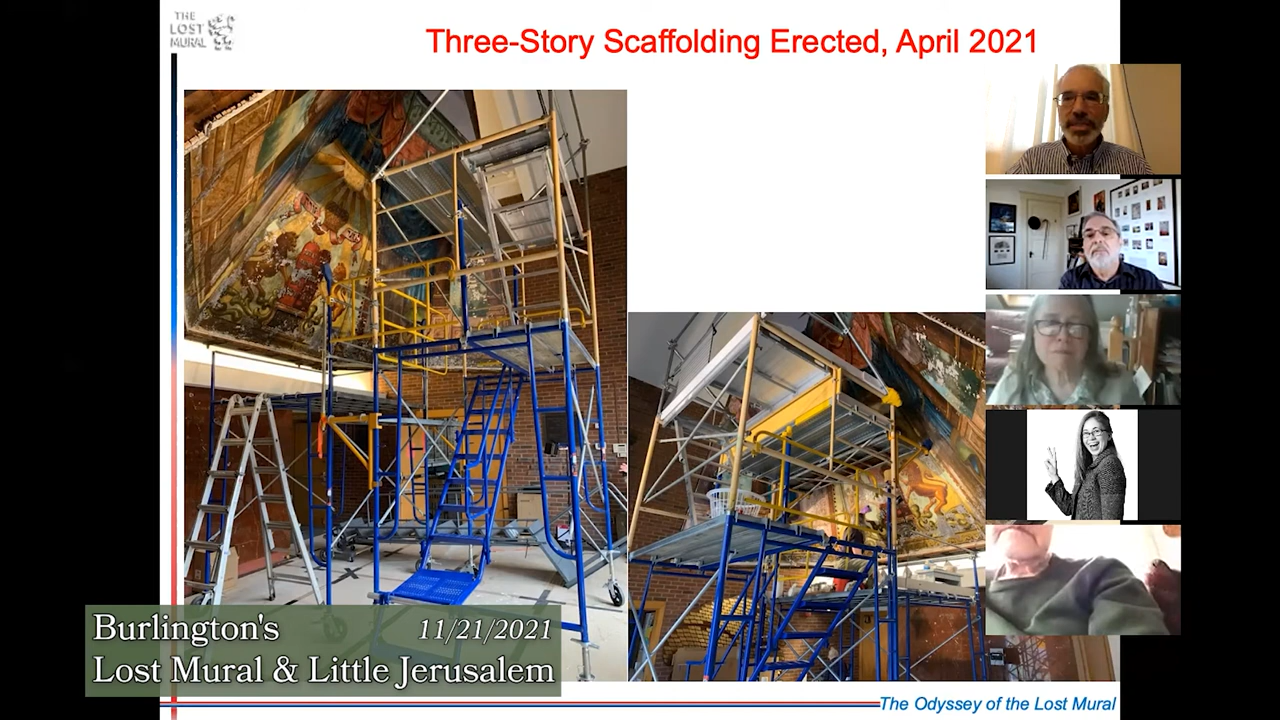 THE
LOST
MURAL
Three-Story Scaffolding Erected, April 2021
Burlington's 11/21/2021
Lost Mural & Little Jerusalem
The Odyssey of the Lost Mural